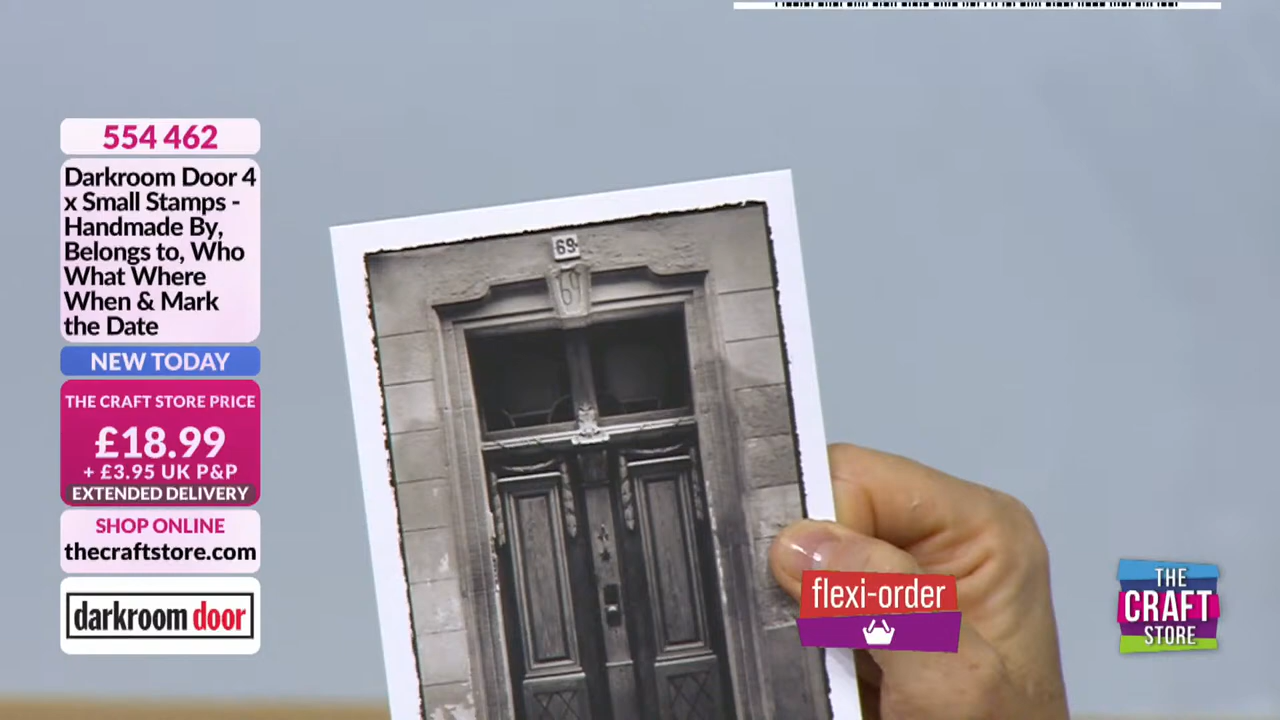 554 462
Darkroom Door 4
x Small Stamps -
Handmade By,
Belongs to, Who
What Where
When & Mark
the Date
NEW TODAY
THE CRAFT STORE PRICE
£18.99
+ £3.95 UK P&P
EXTENDED DELIVERY
SHOP ONLINE
thecraftstore.com
darkroom door
69
69
flexi-order
THE
CRAFT
STORE